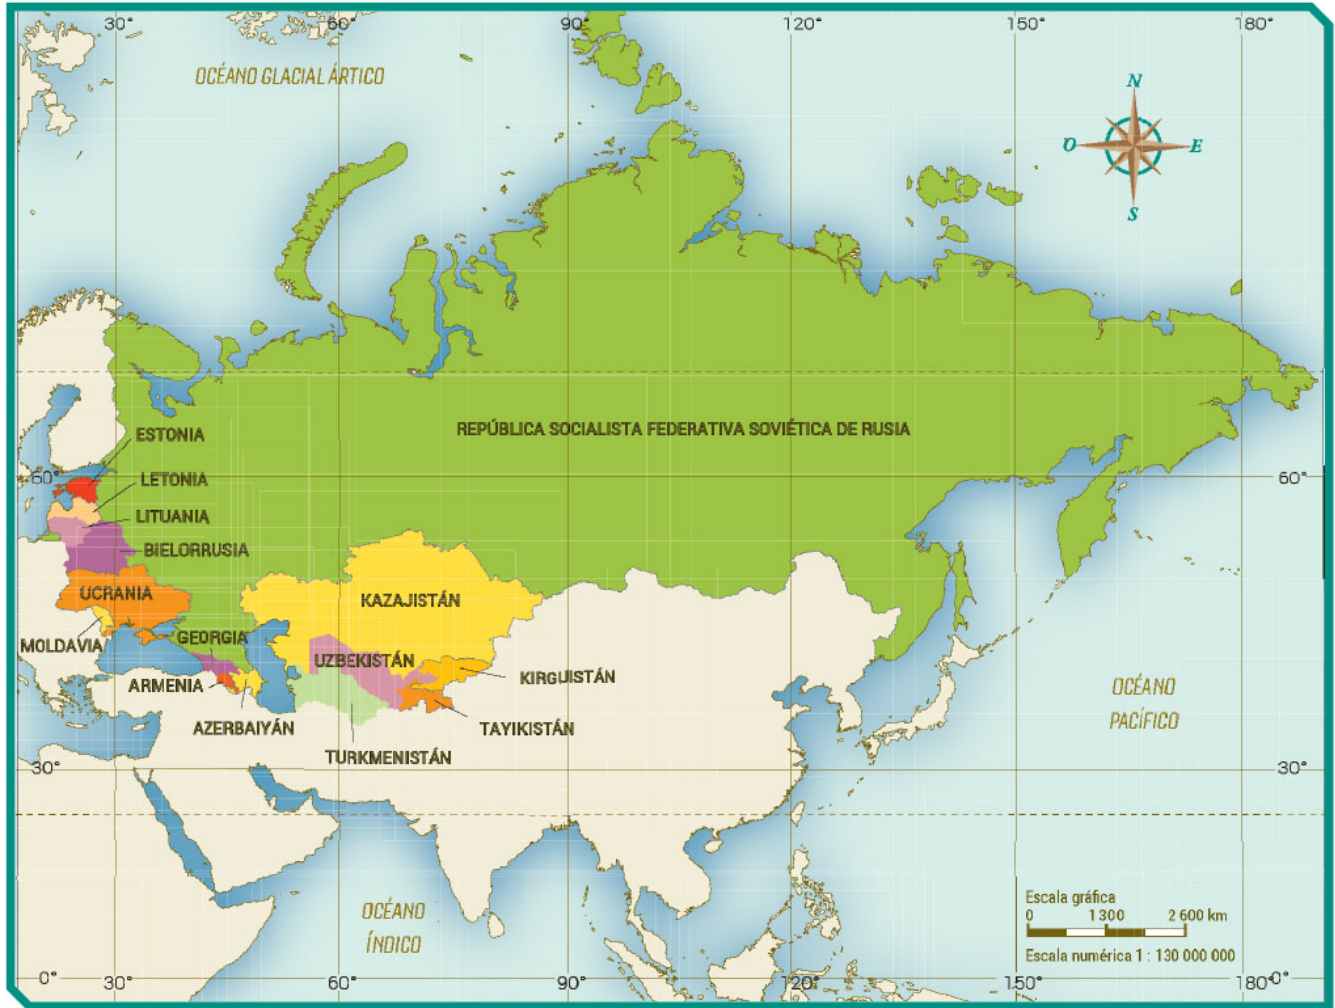 30°
60°
90°
120°
150°
180°
OCÉANO GLACIAL ÁRTICO
N
O
E
S
REPÚBLICA SOCIALISTA FEDERATIVA SOVIÉTICA DE RUSIA
ESTONIA
60°
60°
LETONIA
LITUANIA
BIELORRUSIA
UCRANIA
KAZAJISTÁN
MOLDAVIA
GEORGIA
UZBEKISTÁN
KIRGUISTÁN
ARMENIA
OCÉANO
PACÍFICO
AZERBAIYÁN
TAYIKISTÁN
TURKMENISTÁN
30°
30°
OCÉANO
ÍNDICO
Escala gráfica
0 1 300 2 600 km
Escala numérica 1 : 130 000 000
0°
30°
60°
90°
120°
150°
180°
0°